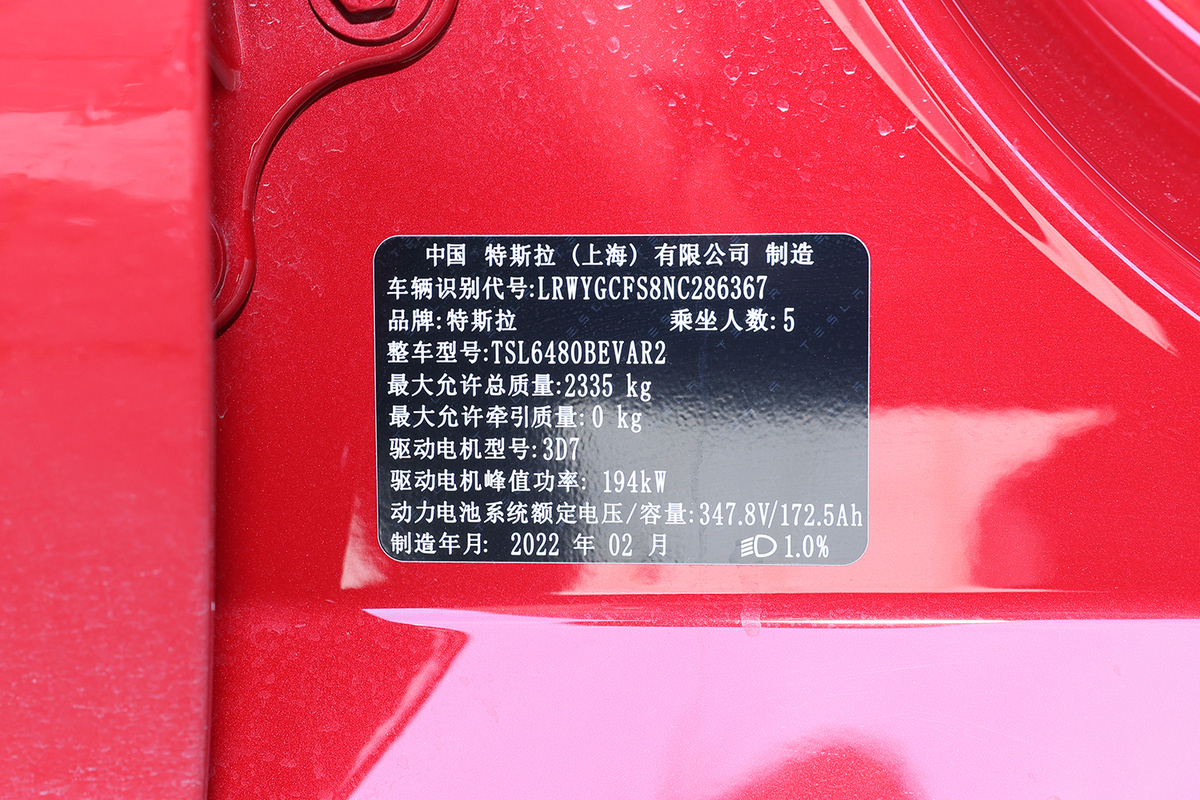 中国 特斯拉 (上海) 有限公司 制造
车辆识别代号:LRWYGCFS8NC286367
品牌:特斯拉 乘坐人数:5
整车型号:TSL6480BEVAR2
最大允许总质量:2335 kg
最大允许牵引质量:0 kg
驱动电机型号:3D7
驱动电机峰值功率: 194kW
动力电池系统额定电压/容量:347.8V/172.5Ah
制造年月: 2022 年 02 月 1.0%